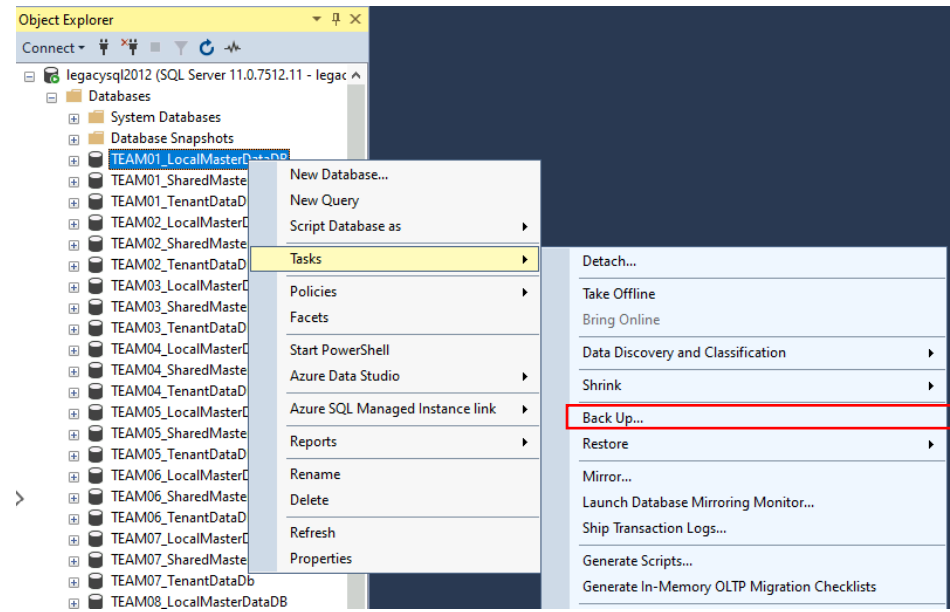 Object Explorer
Connect
legacysql2012 (SQL Server 11.0.7512.11 - legac
Databases
System Databases
Database Snapshots
TEAM01_LocalMasterDataDB
TEAM01_SharedMaste
TEAM01_TenantDataD
TEAM02_LocalMasterD
TEAM02_SharedMaste
TEAM02_TenantDataD
TEAM03_LocalMasterD
TEAM03_SharedMaste
TEAM03_TenantDataD
TEAM04_LocalMasterD
TEAM04_SharedMaste
TEAM04_TenantDataD
TEAM05_LocalMasterD
TEAM05_SharedMaste
TEAM05_TenantDataD
TEAM06_LocalMasterD
TEAM06_SharedMaste
TEAM06_TenantDataD
TEAM07_LocalMasterD
TEAM07_SharedMaste
TEAM07_TenantDataDb
TEAM08_LocalMasterDataDB
New Database...
New Query
Script Database as
Tasks
Policies
Facets
Start PowerShell
Azure Data Studio
Azure SQL Managed Instance link
Reports
Rename
Delete
Refresh
Properties
Detach...
Take Offline
Bring Online
Data Discovery and Classification
Shrink
Back Up...
Restore
Mirror...
Launch Database Mirroring Monitor...
Ship Transaction Logs...
Generate Scripts...
Generate In-Memory OLTP Migration Checklists